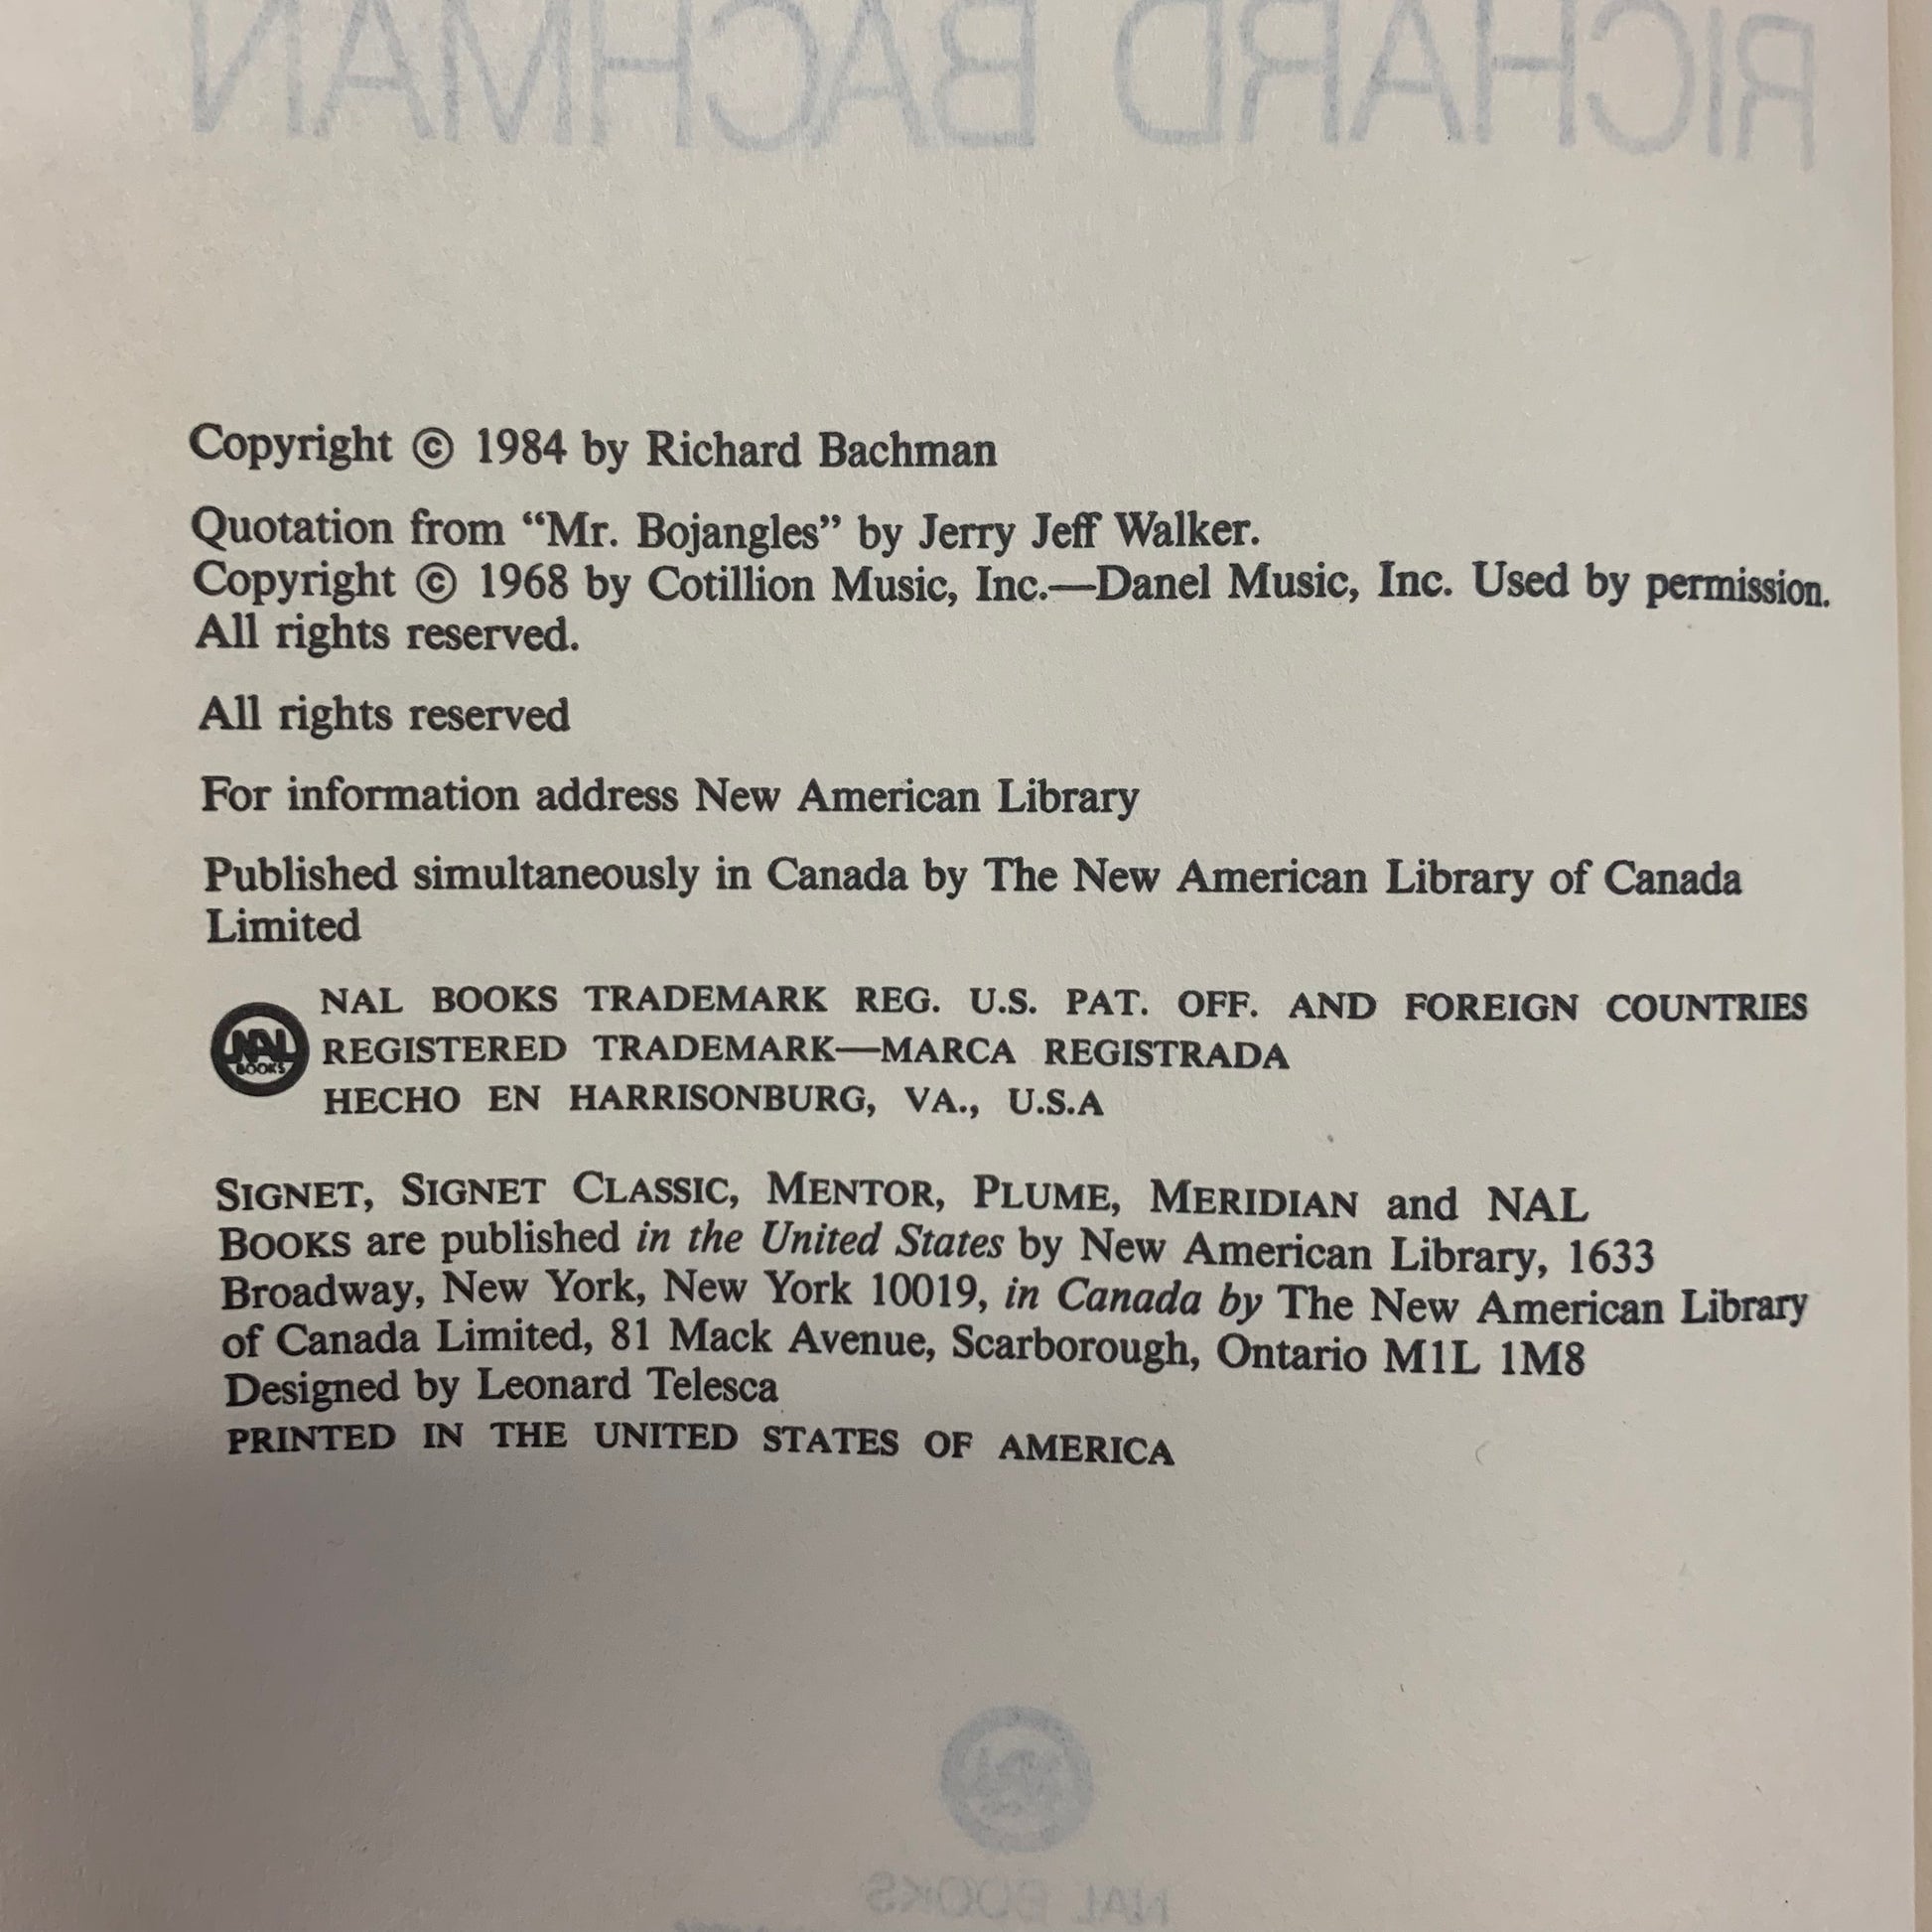 RICHARD BACHMAN
Copyright © 1984 by Richard Bachman
Quotation from “Mr. Bojangles” by Jerry Jeff Walker.
Copyright © 1968 by Cotillion Music, Inc.—Danel Music, Inc. Used by permission.
All rights reserved.
All rights reserved
For information address New American Library
Published simultaneously in Canada by The New American Library of Canada
Limited
NAL BOOKS TRADEMARK REG. U.S. PAT. OFF. AND FOREIGN COUNTRIES
REGISTERED TRADEMARK—MARCA REGISTRADA
HECHO EN HARRISONBURG, VA., U.S.A
NAL
BOOKS
SIGNET, SIGNET CLASSIC, MENTOR, PLUME, MERIDIAN and NAL
BOOKS are published in the United States by New American Library, 1633
Broadway, New York, New York 10019, in Canada by The New American Library
of Canada Limited, 81 Mack Avenue, Scarborough, Ontario M1L 1M8
Designed by Leonard Telesca
PRINTED IN THE UNITED STATES OF AMERICA
NAL BOOKS